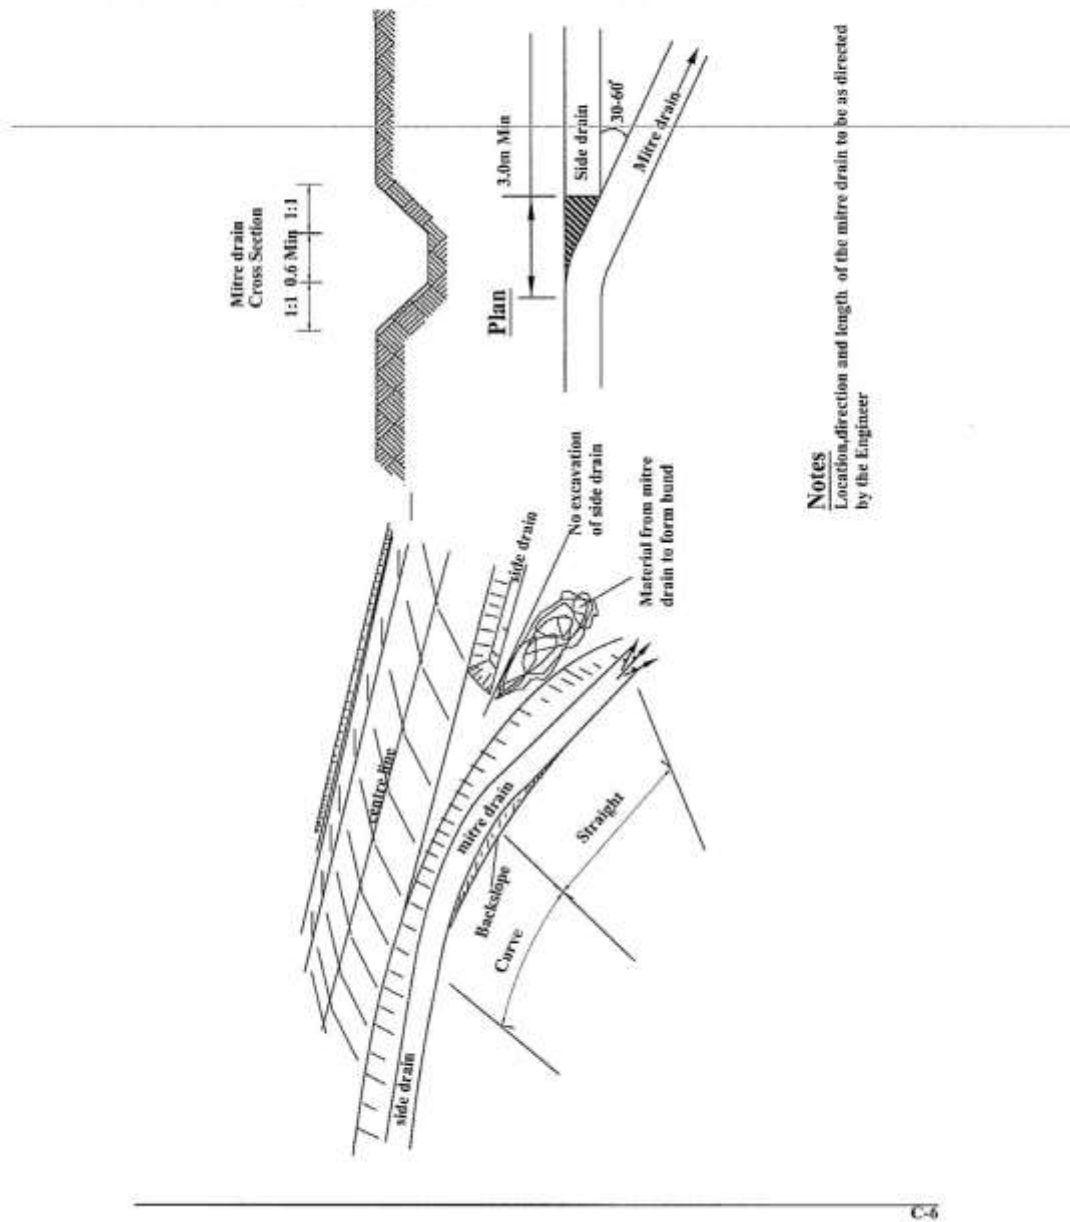 Mitre drain
Cross Section
1:1 0.6 Min 1:1
Plan
3.0m Min
Side drain
30-60°
Mitre drain
side drain
centre line
mitre drain
Backslope
Curve
Straight
side drain
No excavation
of side drain
Material from mitre
drain to form bund
Notes
Location,direction and length of the mitre drain to be as directed
by the Engineer
C-6